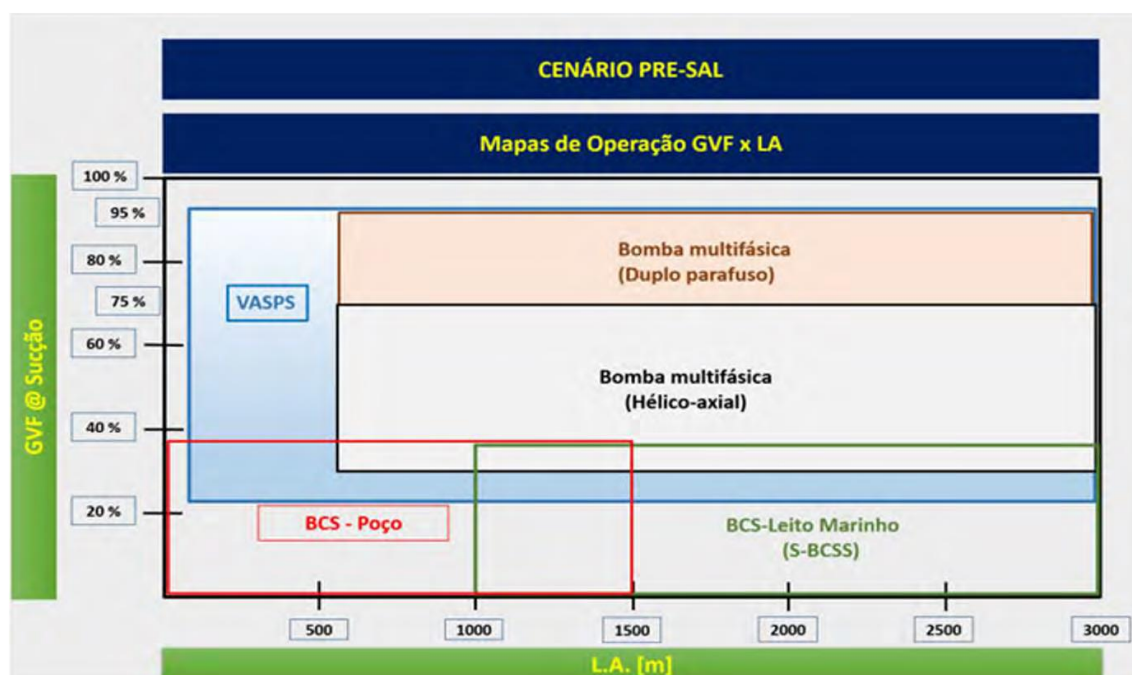 CENÁRIO PRE-SAL
Mapas de Operação GVF x LA
100 %
95 %
80 %
75 %
60 %
40 %
20 %
GVF @ Sucção
VASPS
Bomba multifásica
(Duplo parafuso)
Bomba multifásica
(Hélico-axial)
BCS - Poço
BCS-Leito Marinho
(S-BCSS)
500
1000
1500
2000
2500
3000
L.A. [m]